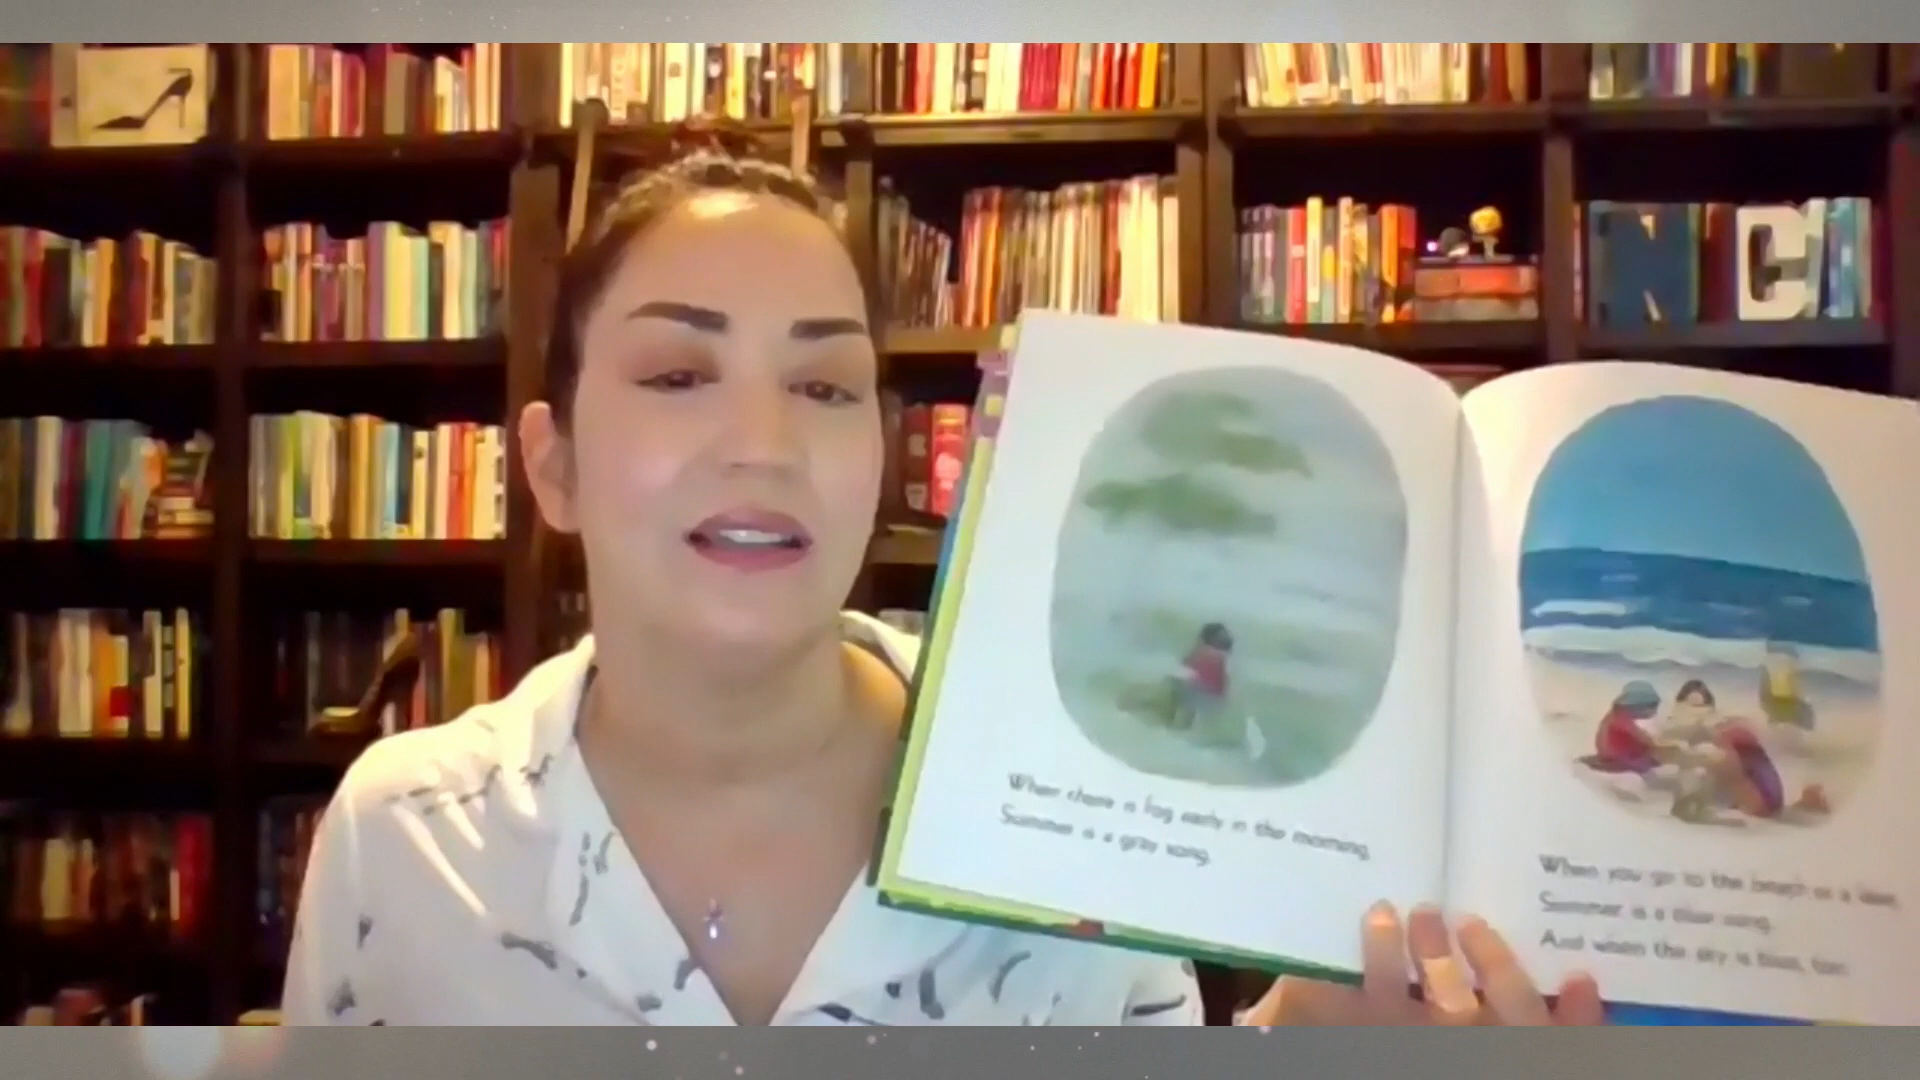 N C
When there is fog early in the morning,
Summer is a gray song.
When you go to the beach or a lake,
Summer is a blue song.
And when the sky is blue, too.